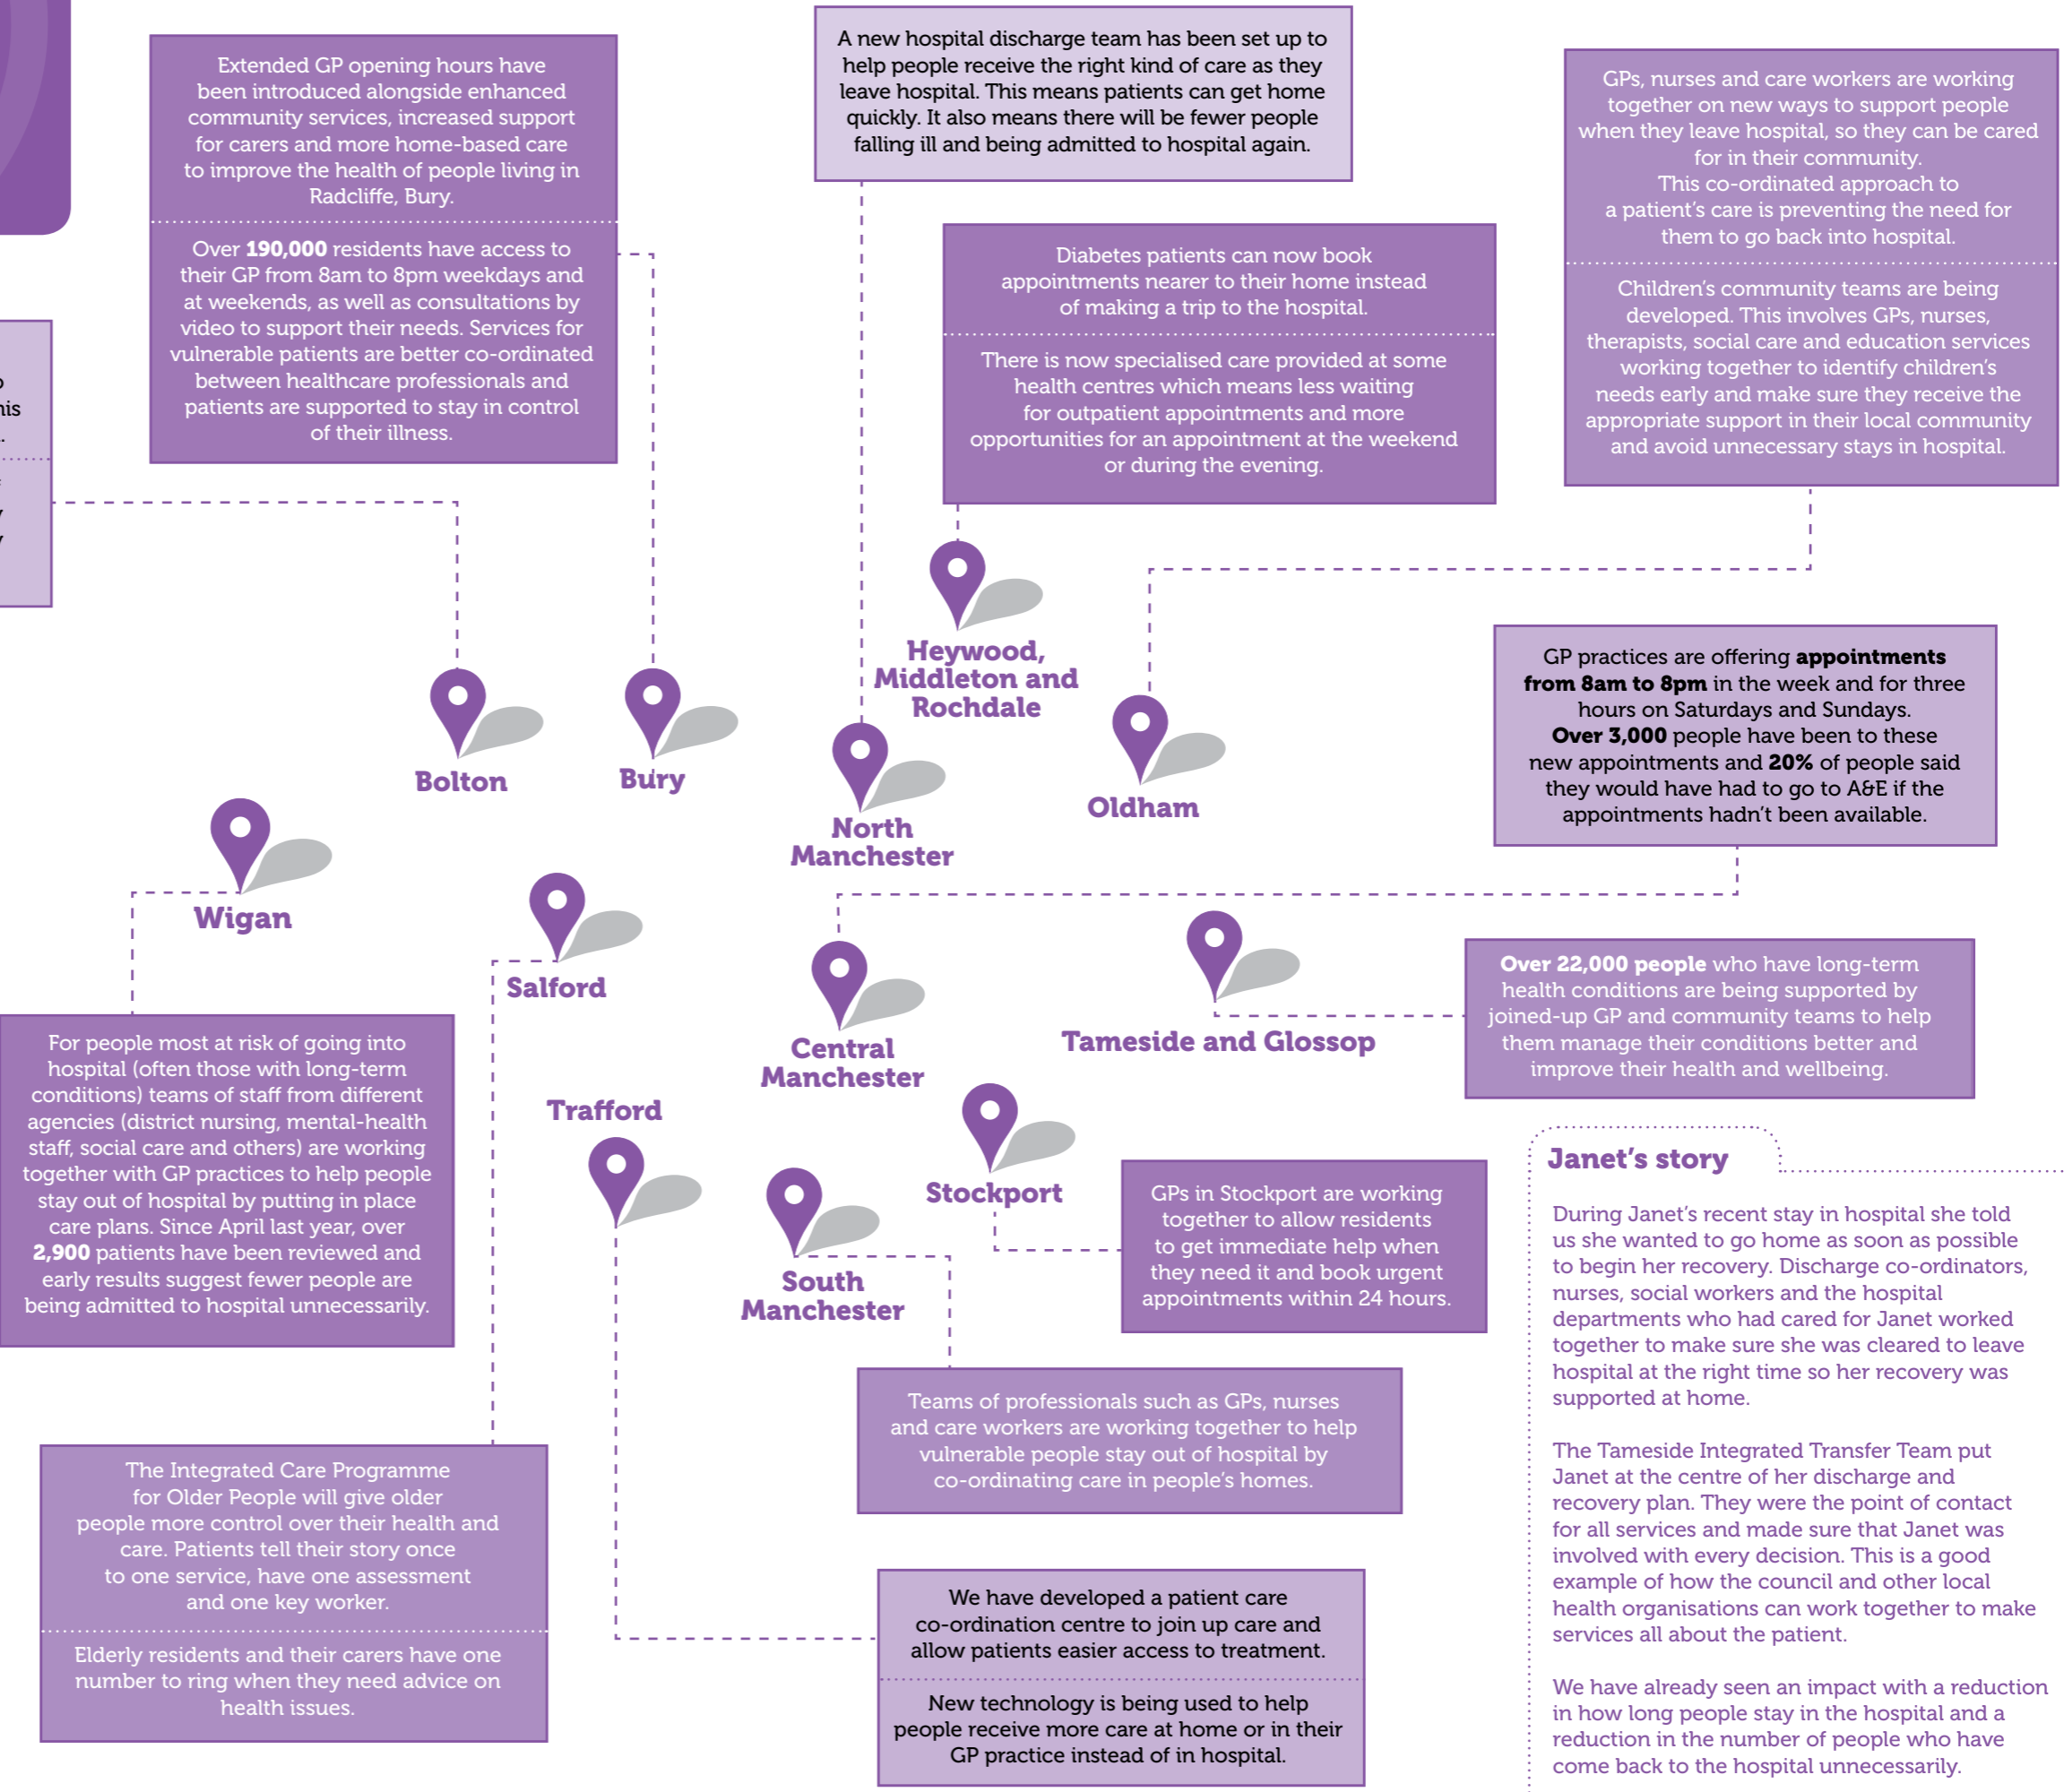 Extended GP opening hours have
been introduced alongside enhanced
community services, increased support
for carers and more home-based care
to improve the health of people living in
Radcliffe, Bury.
Over 190,000 residents have access to
their GP from 8am to 8pm weekdays and
at weekends, as well as consultations by
video to support their needs. Services for
vulnerable patients are better co-ordinated
between healthcare professionals and
patients are supported to stay in control
of their illness.
A new hospital discharge team has been set up to
help people receive the right kind of care as they
leave hospital. This means patients can get home
quickly. It also means there will be fewer people
falling ill and being admitted to hospital again.
Diabetes patients can now book
appointments nearer to their home instead
of making a trip to the hospital.
There is now specialised care provided at some
health centres which means less waiting
for outpatient appointments and more
opportunities for an appointment at the weekend
or during the evening.
GPs, nurses and care workers are working
together on new ways to support people
when they leave hospital, so they can be cared
for in their community.
This co-ordinated approach to
a patient's care is preventing the need for
them to go back into hospital.
Children's community teams are being
developed. This involves GPs, nurses,
therapists, social care and education services
working together to identify children's
needs early and make sure they receive the
appropriate support in their local community
and avoid unnecessary stays in hospital.
Heywood,
Middleton and
Rochdale
Bolton
Bury
North
Manchester
Oldham
GP practices are offering appointments
from 8am to 8pm in the week and for three
hours on Saturdays and Sundays.
Over 3,000 people have been to these
new appointments and 20% of people said
they would have had to go to A&E if the
appointments hadn't been available.
Wigan
Salford
Central
Manchester
Tameside and Glossop
Over 22,000 people who have long-term
health conditions are being supported by
joined-up GP and community teams to help
them manage their conditions better and
improve their health and wellbeing.
For people most at risk of going into
hospital (often those with long-term
conditions) teams of staff from different
agencies (district nursing, mental-health
staff, social care and others) are working
together with GP practices to help people
stay out of hospital by putting in place
care plans. Since April last year, over
2,900 patients have been reviewed and
early results suggest fewer people are
being admitted to hospital unnecessarily.
Trafford
Stockport
South
Manchester
GPs in Stockport are working
together to allow residents
to get immediate help when
they need it and book urgent
appointments within 24 hours.
Teams of professionals such as GPs, nurses
and care workers are working together to help
vulnerable people stay out of hospital by
co-ordinating care in people's homes.
The Integrated Care Programme
for Older People will give older
people more control over their health and
care. Patients tell their story once
to one service, have one assessment
and one key worker.
Elderly residents and their carers have one
number to ring when they need advice on
health issues.
We have developed a patient care
co-ordination centre to join up care and
allow patients easier access to treatment.
New technology is being used to help
people receive more care at home or in their
GP practice instead of in hospital.
Janet's story
During Janet's recent stay in hospital she told
us she wanted to go home as soon as possible
to begin her recovery. Discharge co-ordinators,
nurses, social workers and the hospital
departments who had cared for Janet worked
together to make sure she was cleared to leave
hospital at the right time so her recovery was
supported at home.
The Tameside Integrated Transfer Team put
Janet at the centre of her discharge and
recovery plan. They were the point of contact
for all services and made sure that Janet was
involved with every decision. This is a good
example of how the council and other local
health organisations can work together to make
services all about the patient.
We have already seen an impact with a reduction
in how long people stay in the hospital and a
reduction in the number of people who have
come back to the hospital unnecessarily.